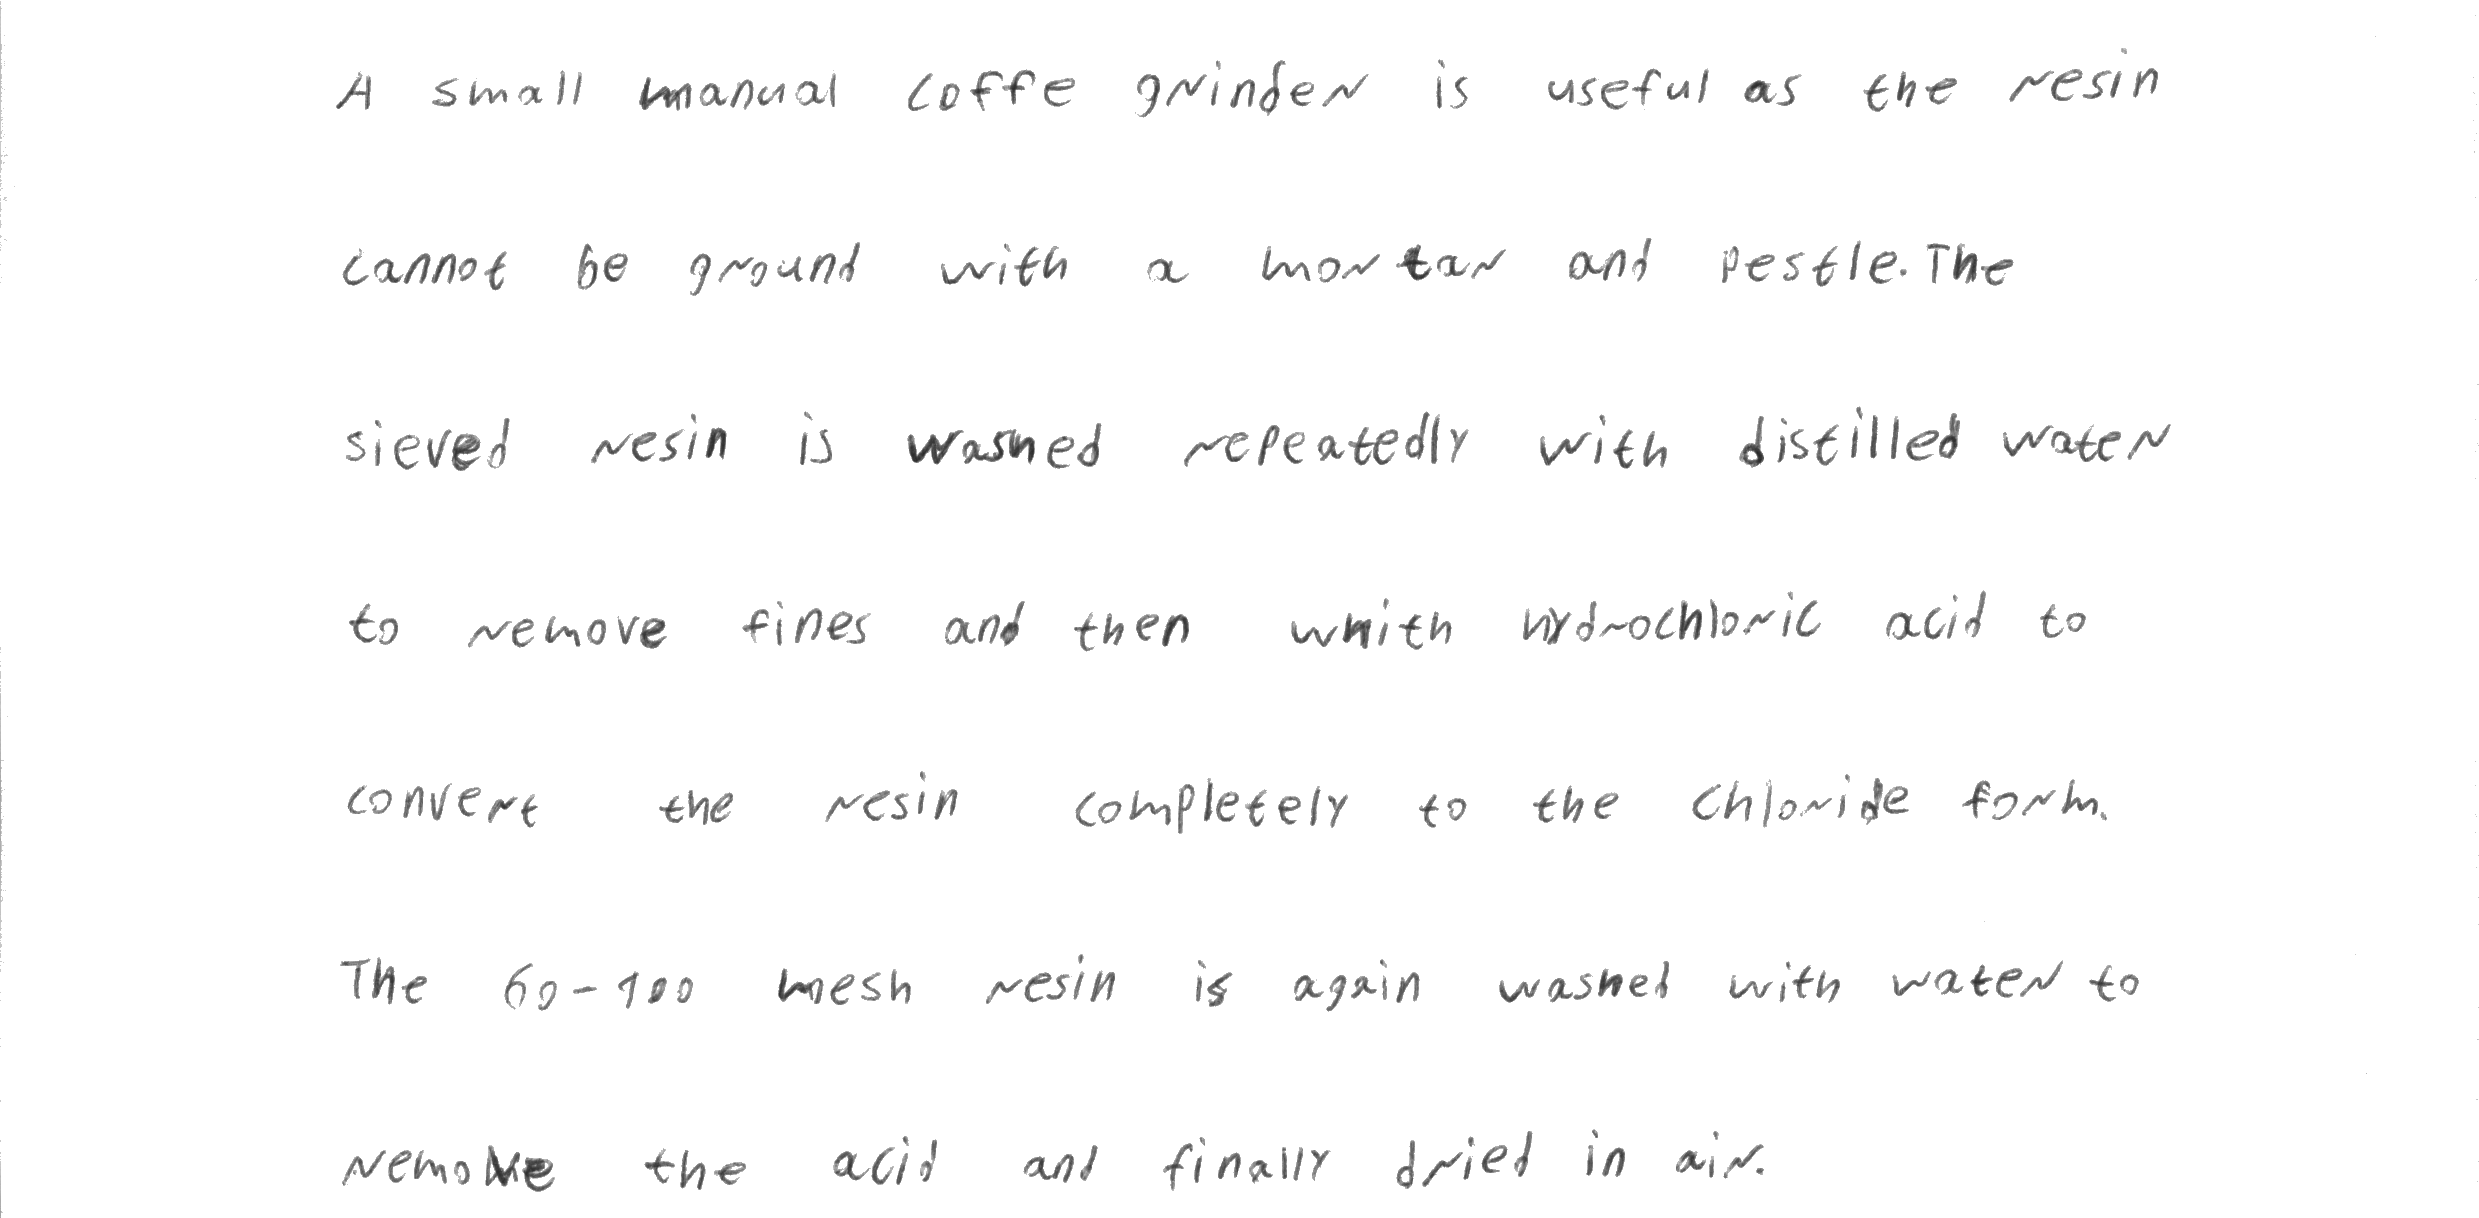 A small manual coffe grinder is useful as the resin
cannot be ground with a mortar and pestle. The
sieved resin is washed repeatedly with distilled water
to remove fines and then whith hydrochloric acid to
convert the resin completely to the chloride form.
The 60-100 mesh resin is again washed with water to
remove the acid and finally dried in air.